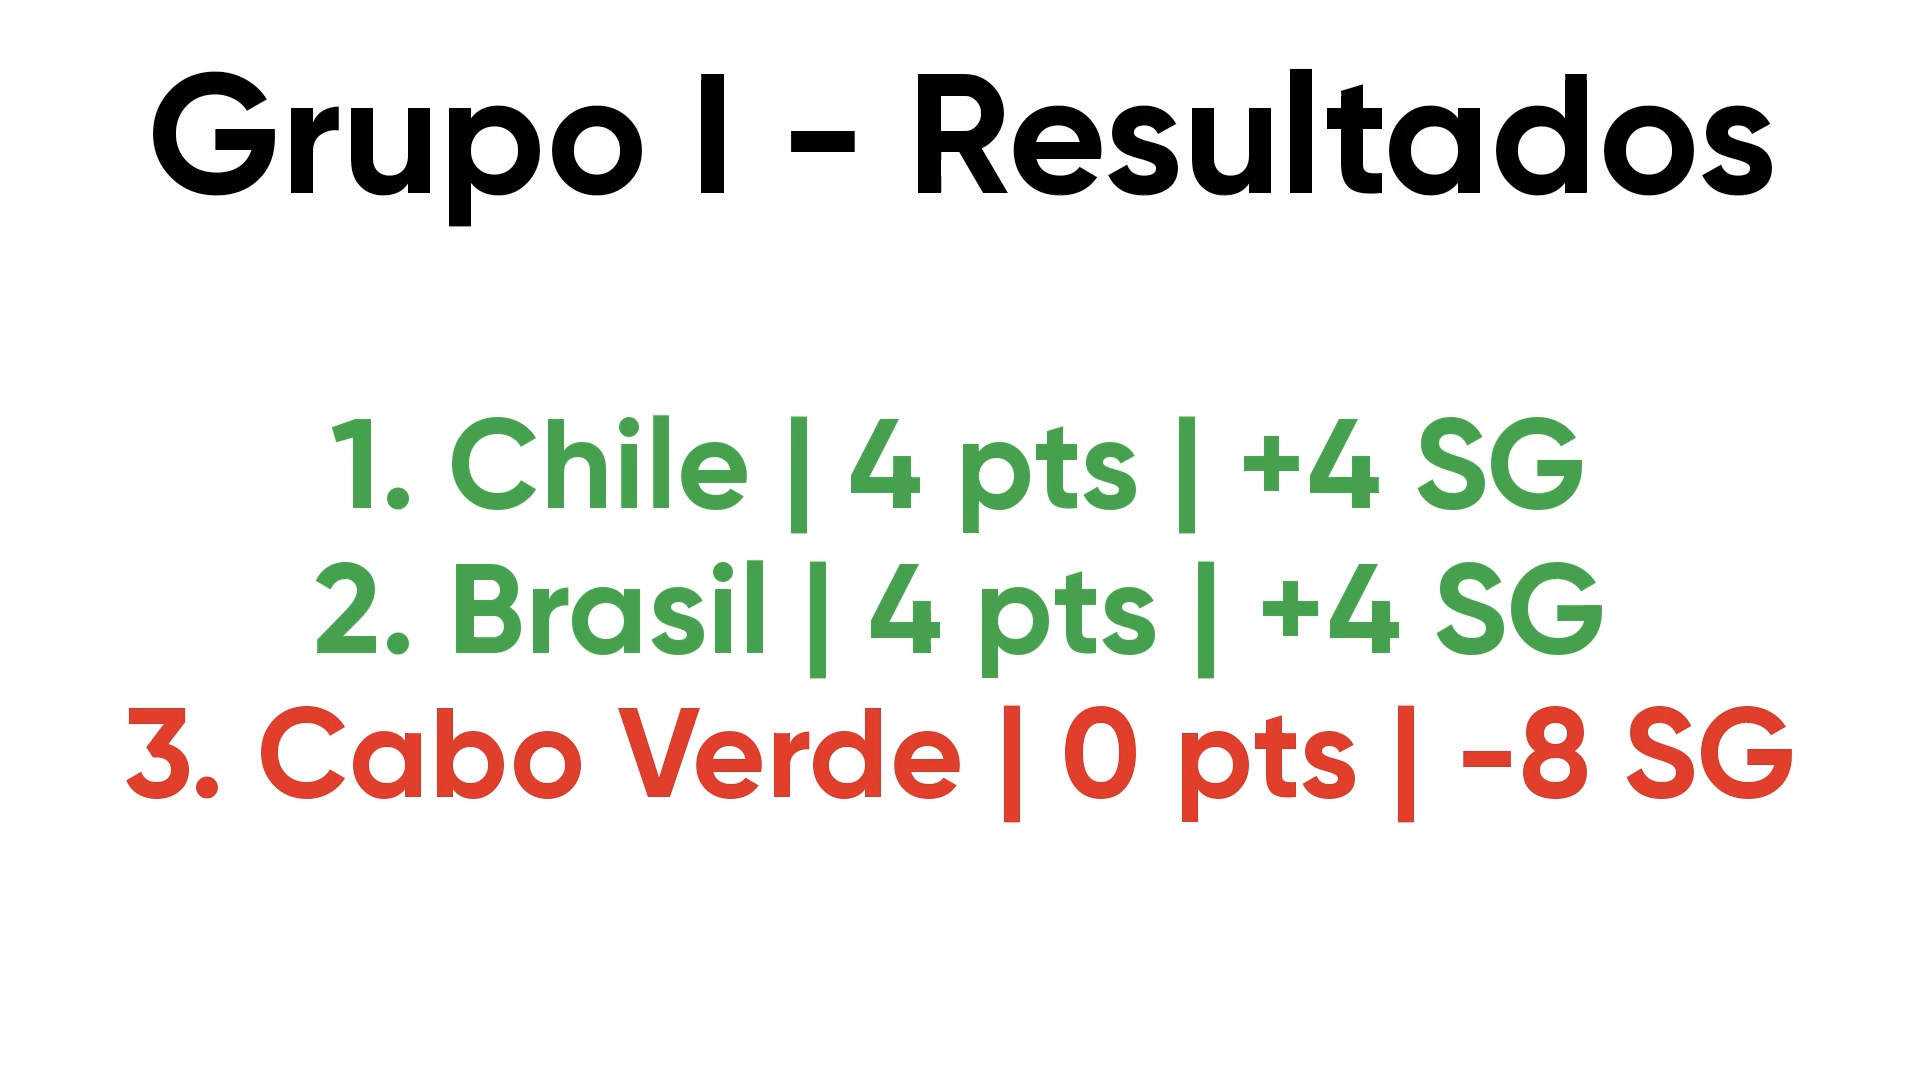 Grupo I - Resultados
1. Chile | 4 pts | +4 SG
2. Brasil | 4 pts | +4 SG
3. Cabo Verde | 0 pts | -8 SG